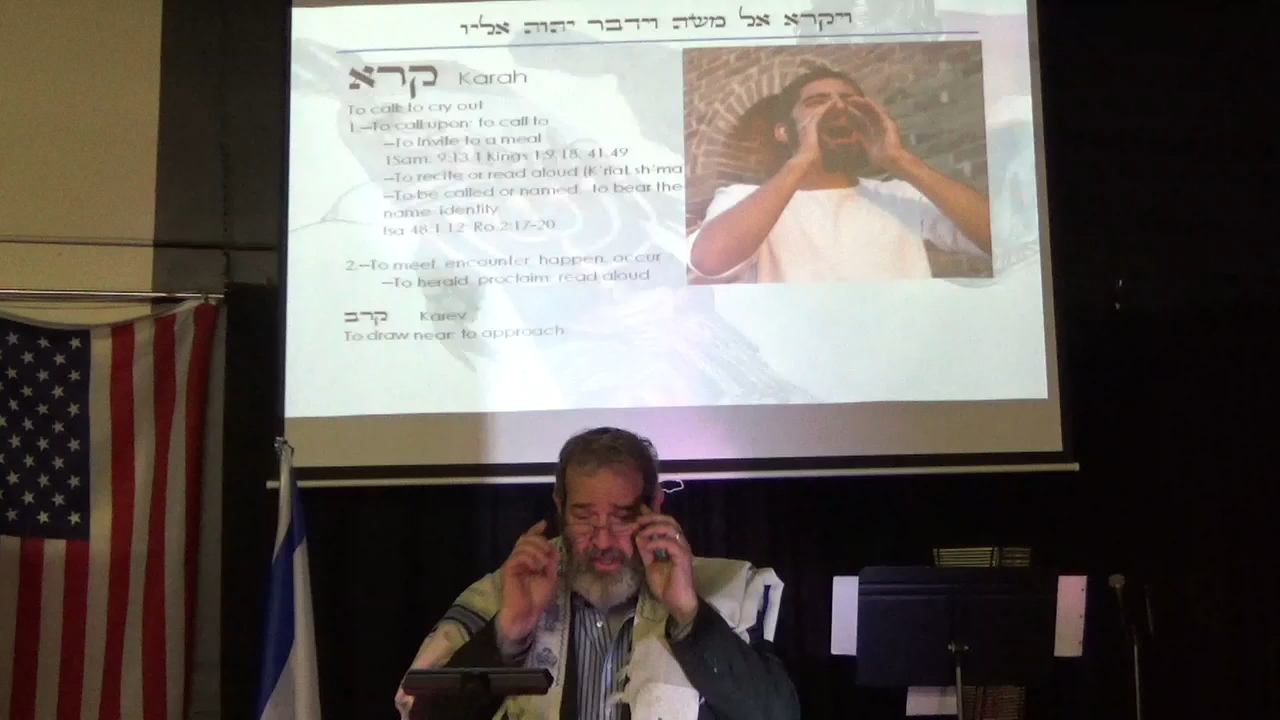 ויקרא אל משה וידבר יהוה אליו
קרא Karah
To call: to cry out
1.-To call upon: to call to
-To invite to a meal
1Sam. 9:13, 1 Kings 1:9, 18, 41, 49
-To recite or read aloud (K'riat sh'ma
-To be called or named, to bear the
name: identity
Isa 48:1, 12; Ro 2:17-20
2.-To meet, encounter, happen, occur
-To herald, proclaim, read aloud
קרב Karev
To draw near: to approach